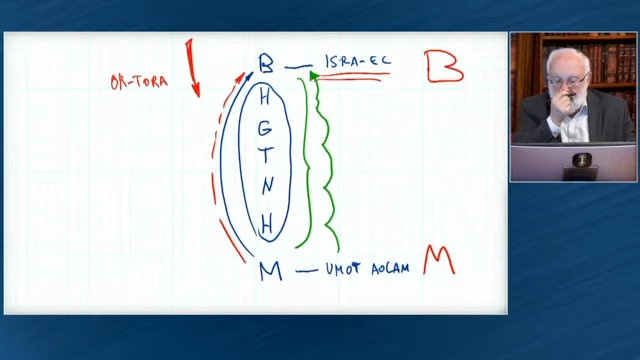 B — ISRA-EL B
OR-TORA
H
G
T
N
H
M — UMOT AOLAM M